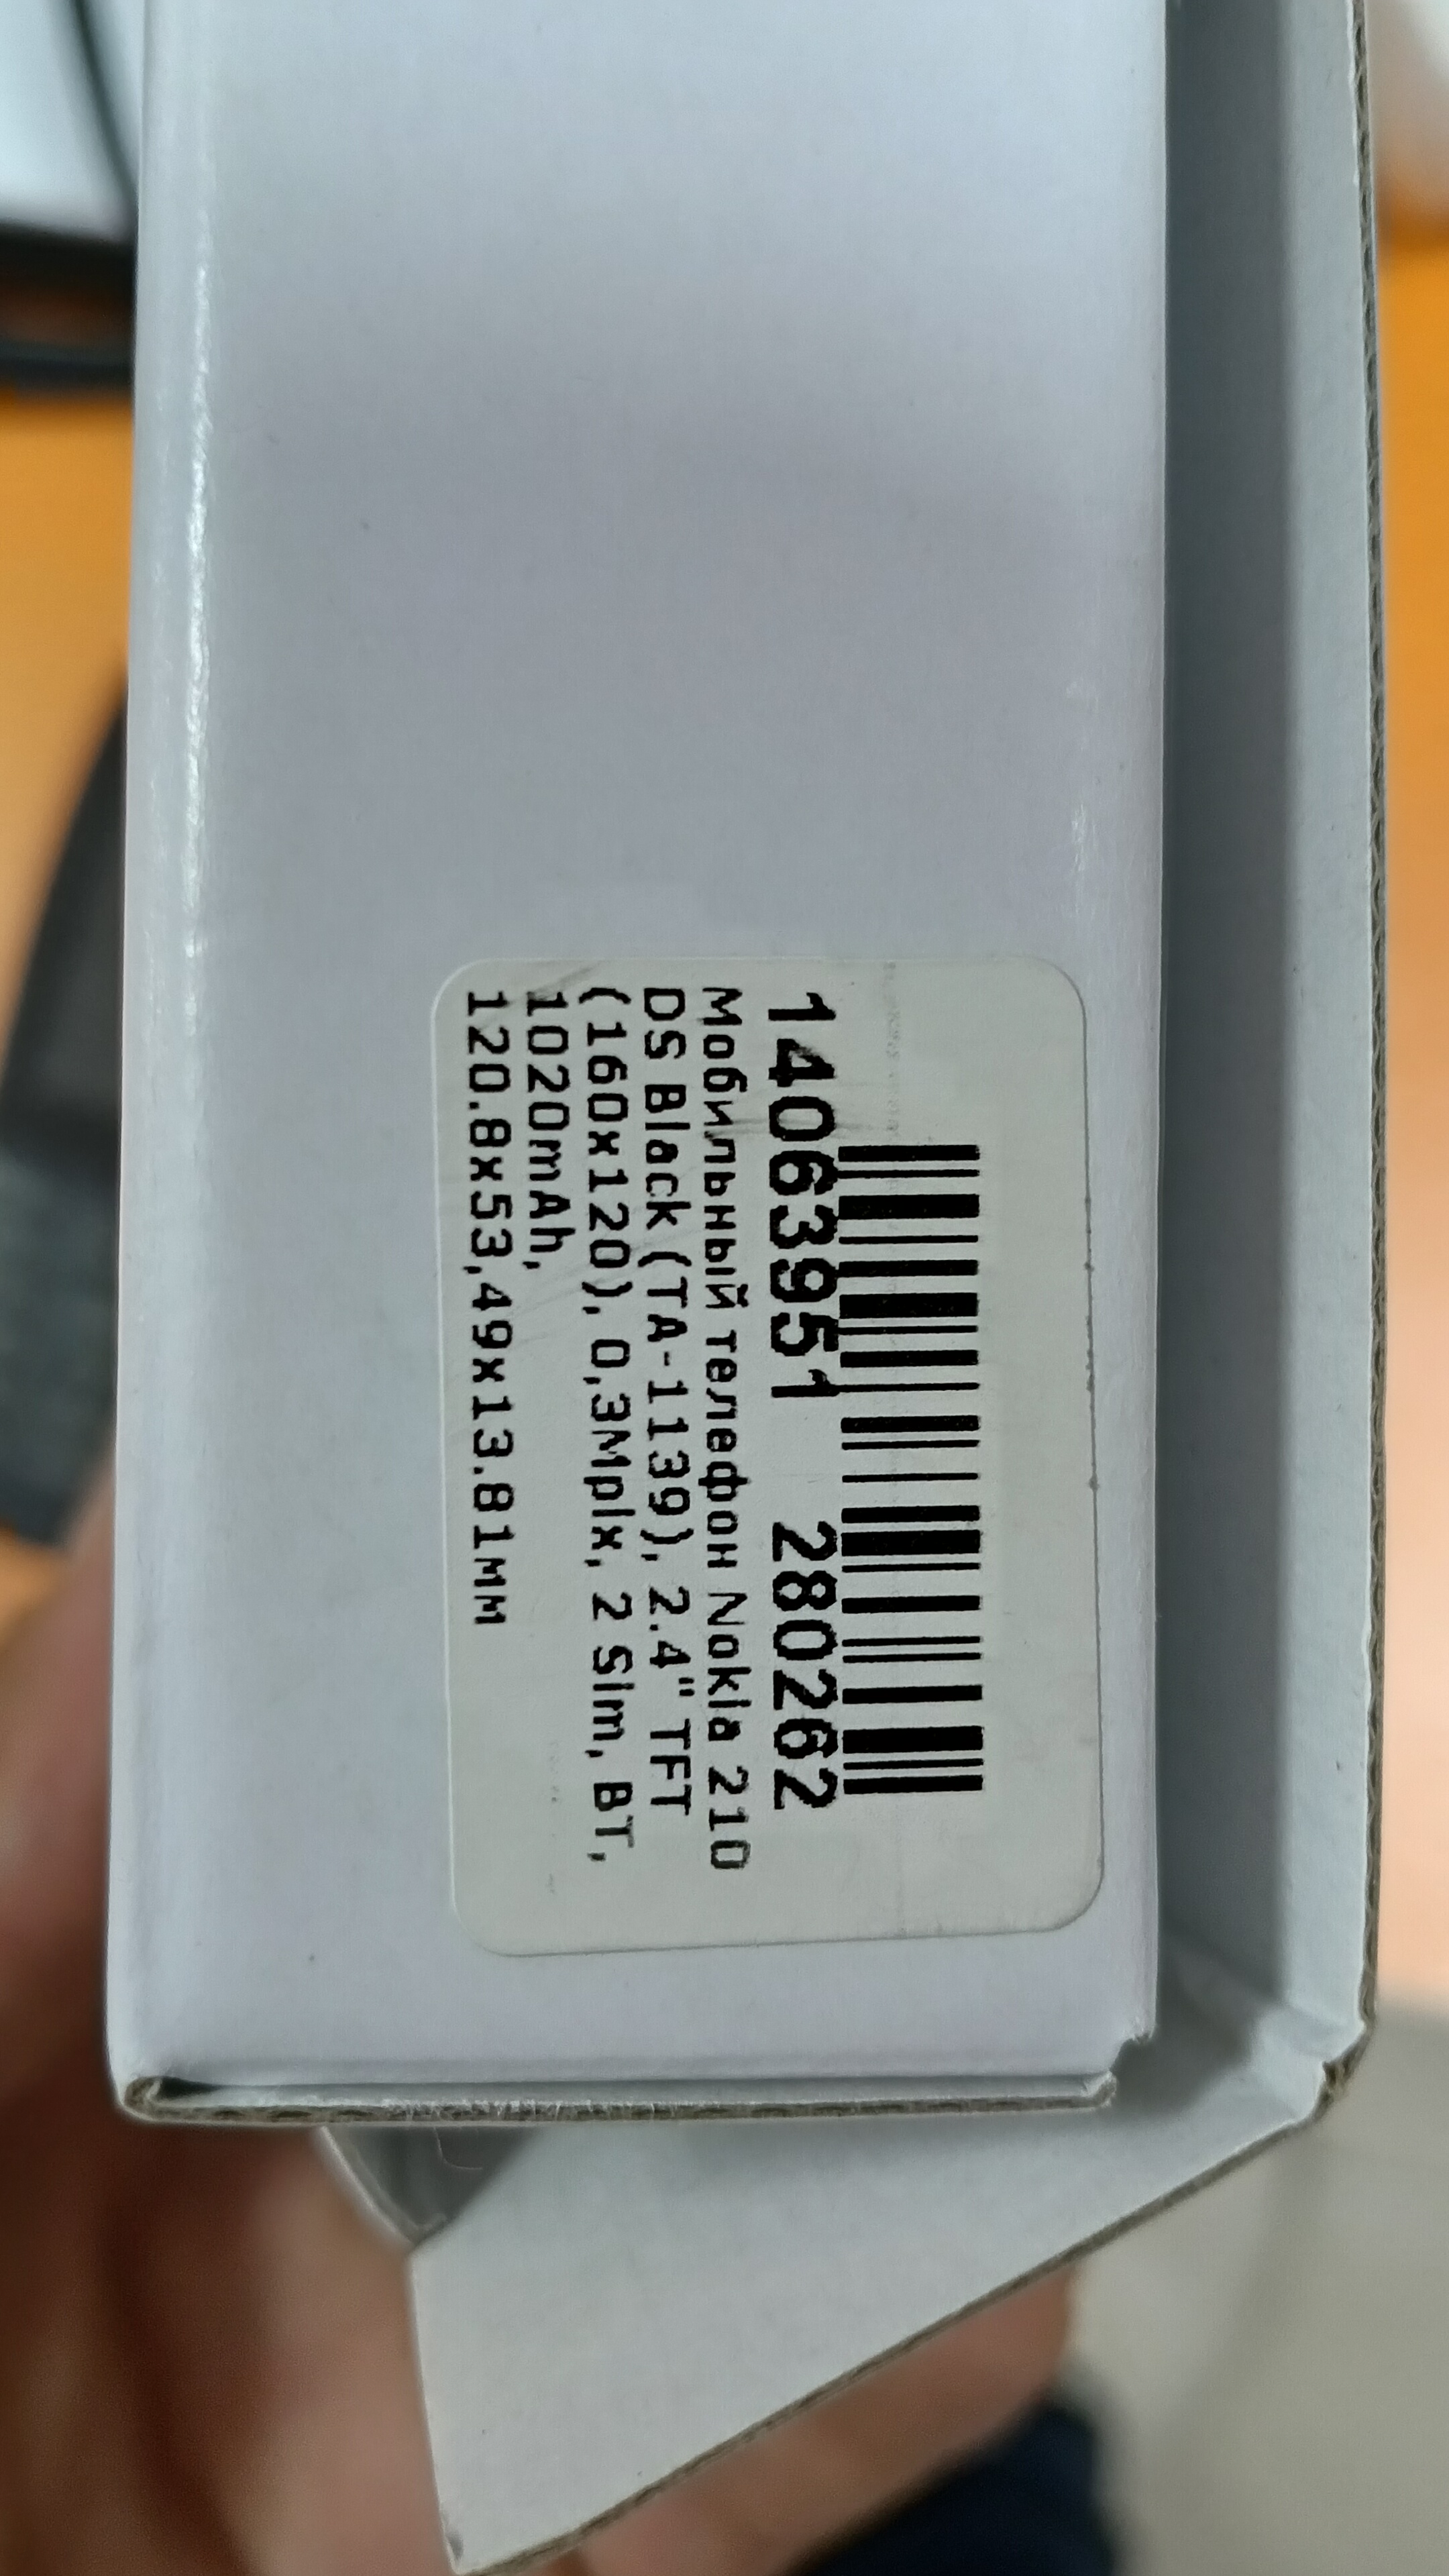 14063951 280262
Мобильный телефон Nokia 210
DS Black (TA-1139), 2.4" TFT
(160x120), 0,3Mpix, 2 Sim, BT,
1020mAh,
120.8x53,49x13.81мм